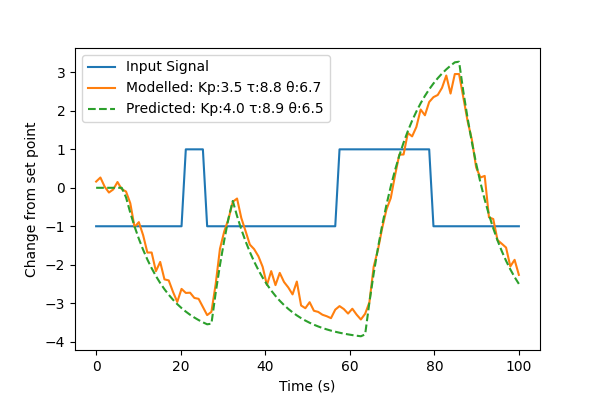 Input Signal
Modelled: Kp:3.5 τ:8.8 θ:6.7
Predicted: Kp:4.0 τ:8.9 θ:6.5
Change from set point
3
2
1
0
−1
−2
−3
−4
0 20 40 60 80 100
Time (s)